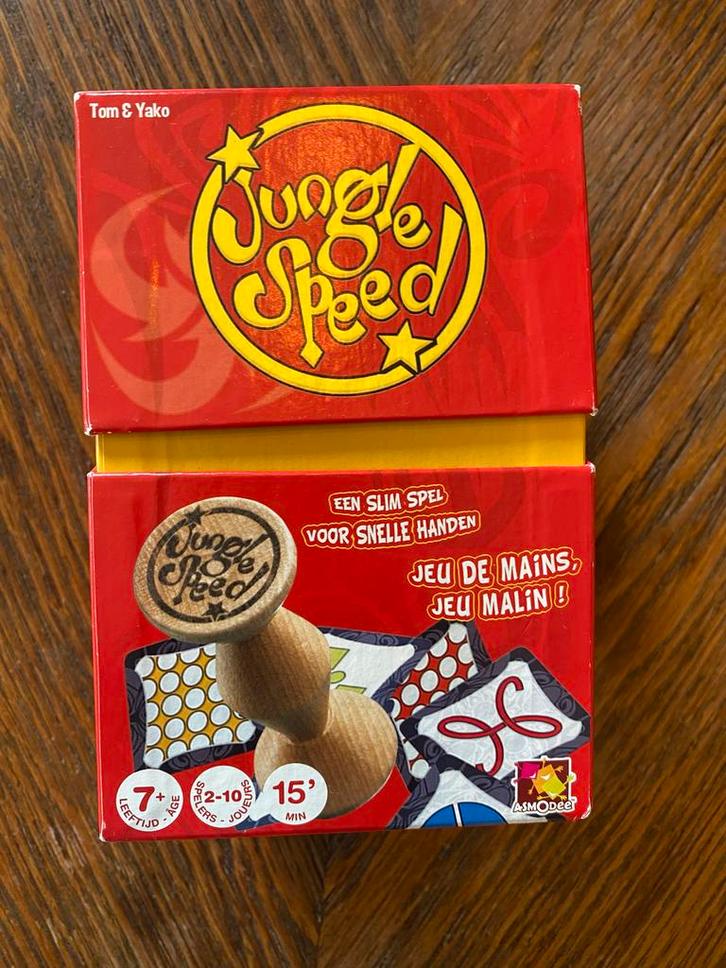 Tom & Yako
Jungle
Speed
EEN SLIM SPEL
VOOR SNELLE HANDEN
JEU DE MAINS,
JEU MALIN !
Jungle
Speed
7+
LEEFTIJD - ÂGE
2-10
SPELERS - JOUEURS
15'
MIN
ASMODee